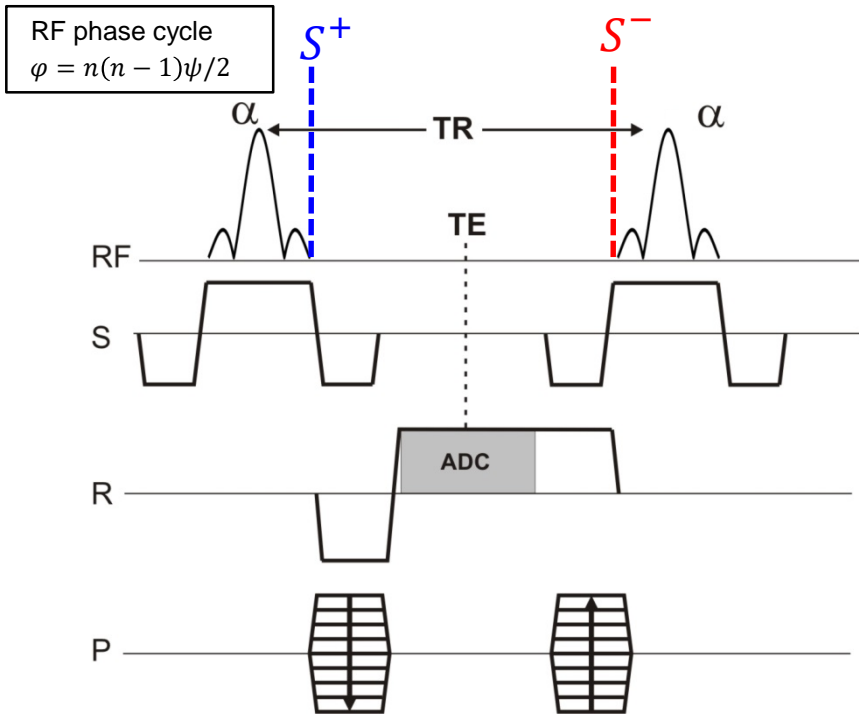 RF phase cycle
φ = n(n − 1)ψ/2
S⁺
S⁻
α
TR
α
TE
RF
S
ADC
R
P